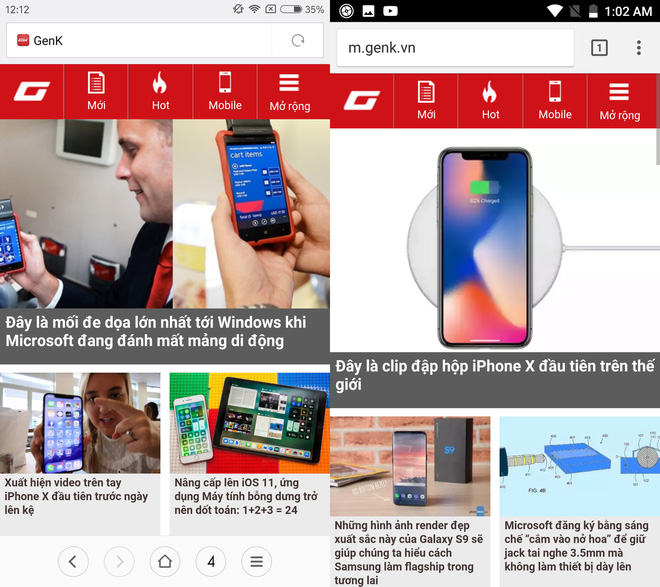 12:12
35%
GenK
Mới
Hot
Mobile
Mở rộng
cart items
Đây là mối đe dọa lớn nhất tới Windows khi
Microsoft đang đánh mất mảng di động
Xuất hiện video trên tay
iPhone X đầu tiên trước ngày
lên kệ
Nâng cấp lên iOS 11, ứng
dụng Máy tính bỗng dưng trở
nên dốt toán: 1+2+3 = 24
4
1:02 AM
m.genk.vn
1
Mới
Hot
Mobile
Mở rộng
62% Charged
Đây là clip đập hộp iPhone X đầu tiên trên thế
giới
S9
Những hình ảnh render đẹp
xuất sắc này của Galaxy S9 sẽ
giúp chúng ta hiểu cách
Samsung làm flagship trong
tương lai
FIG. 4B
Microsoft đăng ký bằng sáng
chế “cắm vào nở hoa” để giữ
jack tai nghe 3.5mm mà
không làm thiết bị dày lên